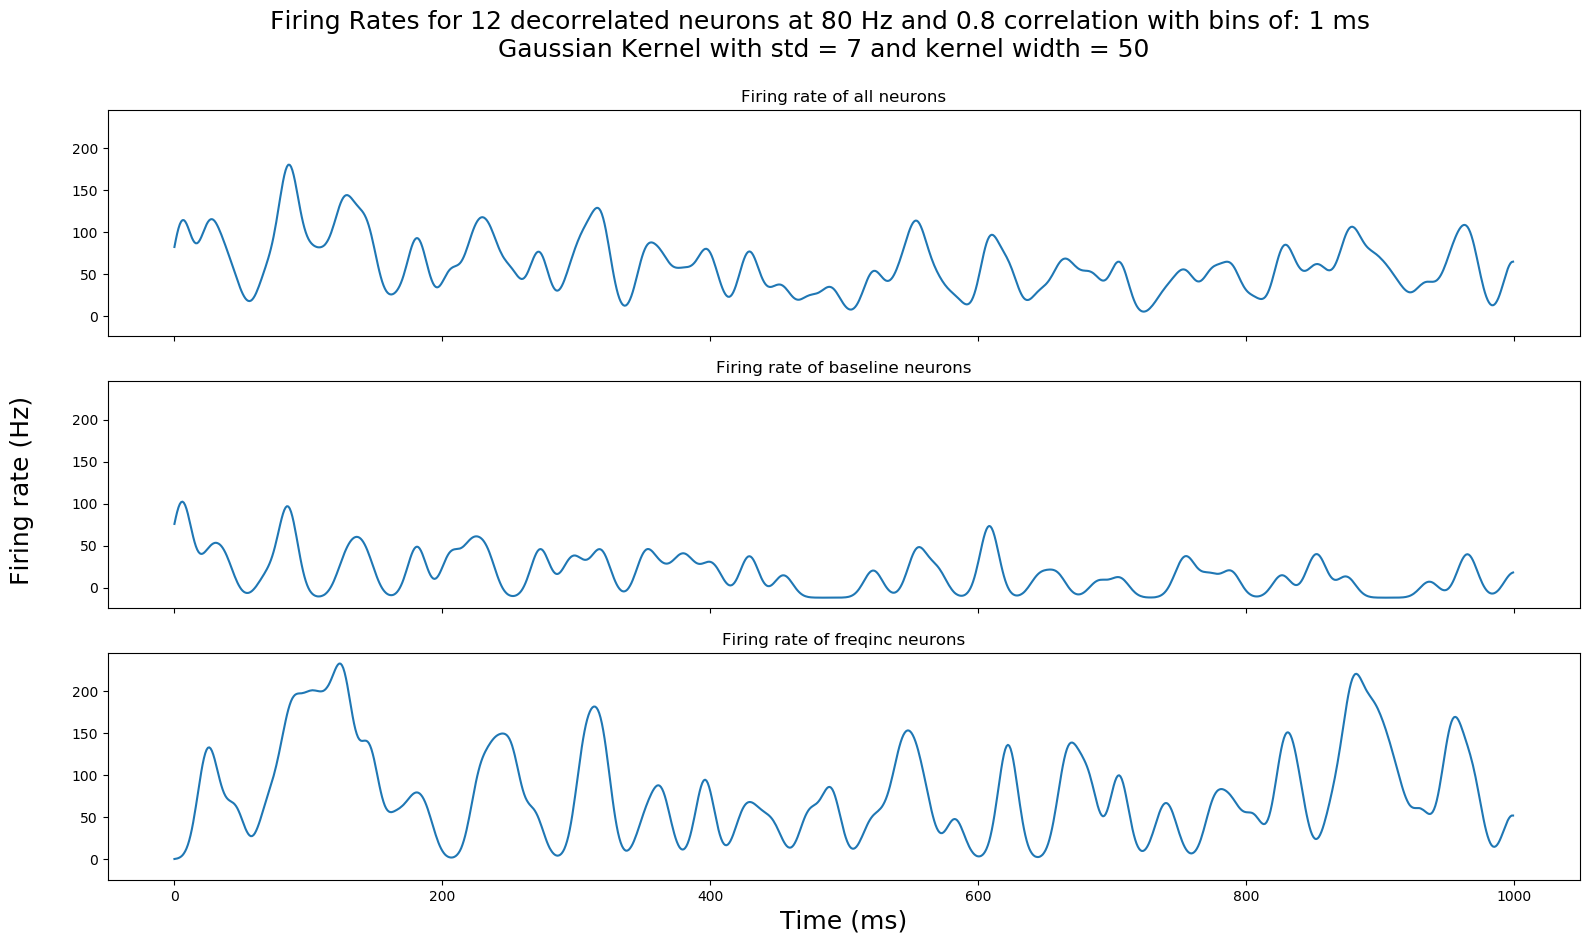 Firing Rates for 12 decorrelated neurons at 80 Hz and 0.8 correlation with bins of: 1 ms
Gaussian Kernel with std = 7 and kernel width = 50
Firing rate of all neurons
200
150
100
50
0
Firing rate of baseline neurons
200
150
100
50
0
Firing rate (Hz)
Firing rate of freqinc neurons
200
150
100
50
0
0 200 400 600 800 1000
Time (ms)